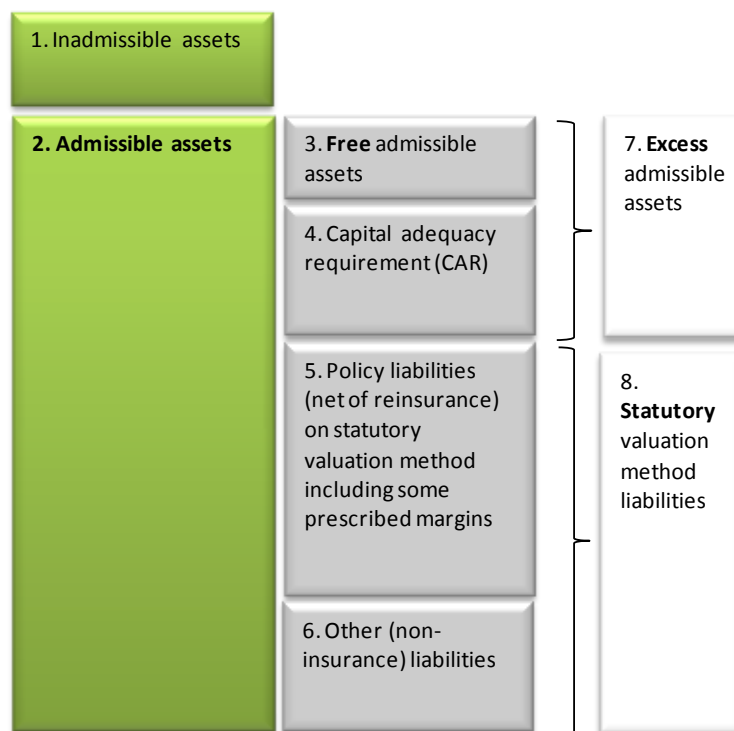 1. Inadmissible assets
2. Admissible assets
3. Free admissible
assets
4. Capital adequacy
requirement (CAR)
5. Policy liabilities
(net of reinsurance)
on statutory
valuation method
including some
prescribed margins
6. Other (non-
insurance) liabilities
7. Excess
admissible
assets
8.
Statutory
valuation
method
liabilities